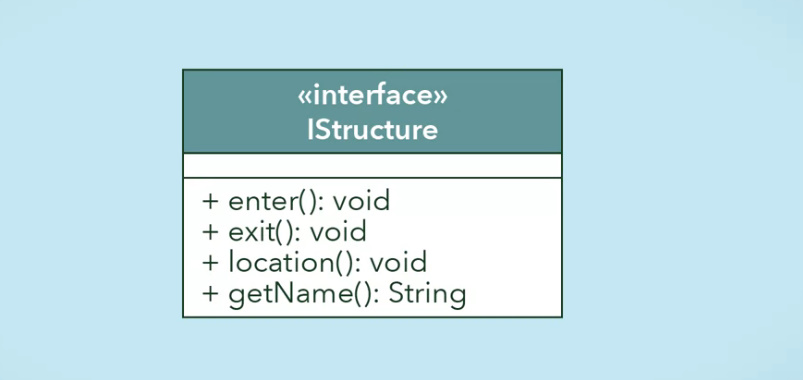 «interface»
IStructure
+ enter(): void
+ exit(): void
+ location(): void
+ getName(): String